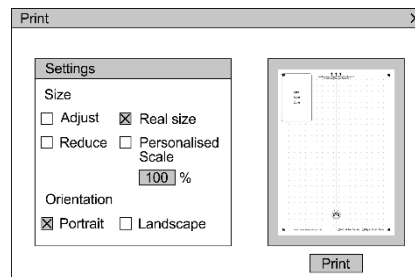 Print X
Settings
Size
Adjust Real size
Reduce Personalised
Scale
100 %
Orientation
Portrait Landscape
Print